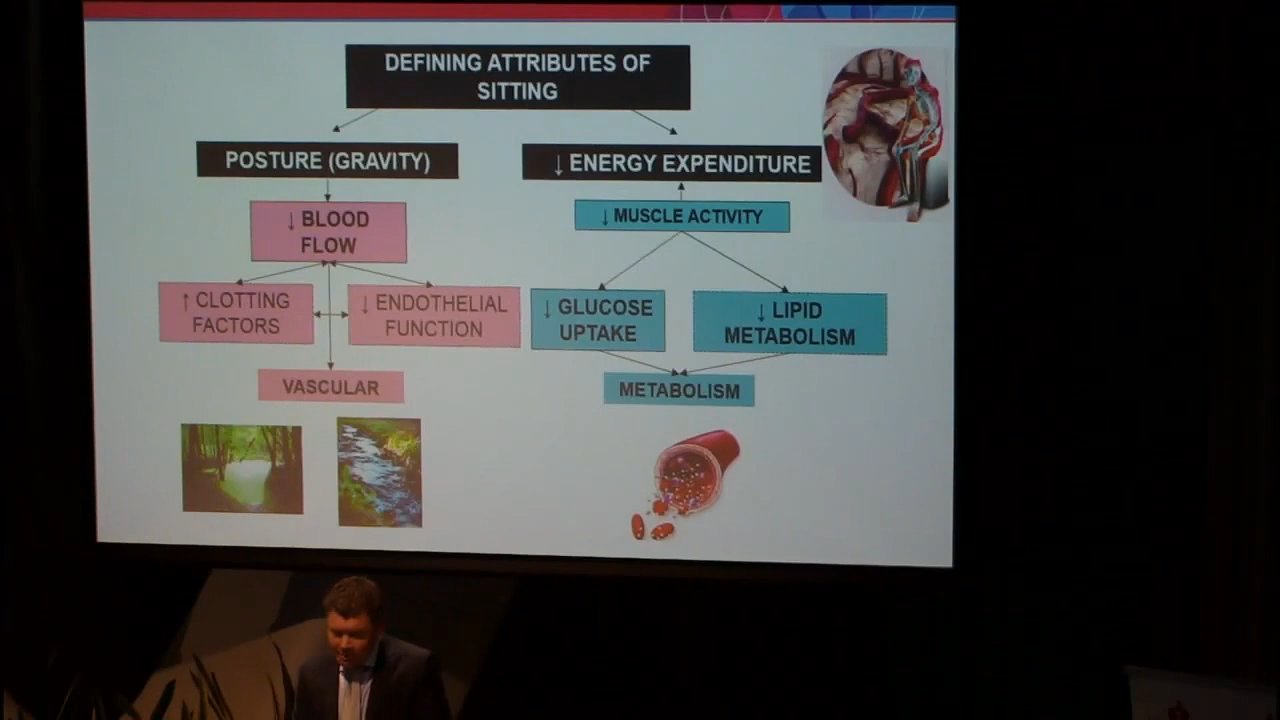 DEFINING ATTRIBUTES OF
SITTING
POSTURE (GRAVITY)
↓ ENERGY EXPENDITURE
↓ BLOOD
FLOW
↓ MUSCLE ACTIVITY
↑ CLOTTING
FACTORS
↓ ENDOTHELIAL
FUNCTION
↓ GLUCOSE
UPTAKE
↓ LIPID
METABOLISM
VASCULAR
METABOLISM